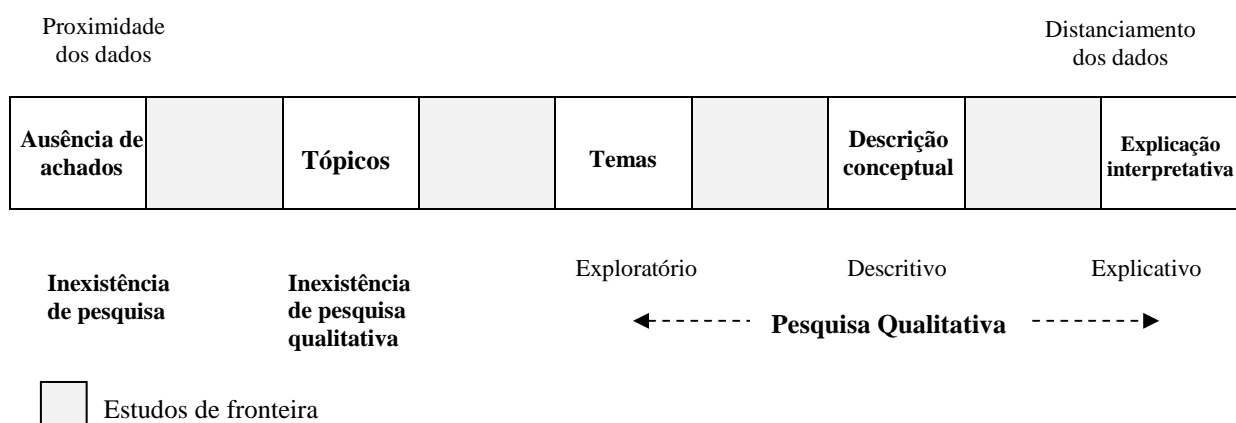 Proximidade
dos dados
Distanciamento
dos dados
Ausência de
achados
Tópicos
Temas
Descrição
conceptual
Explicação
interpretativa
Inexistência
de pesquisa
Inexistência
de pesquisa
qualitativa
Exploratório
Descritivo
Explicativo
Pesquisa Qualitativa
Estudos de fronteira